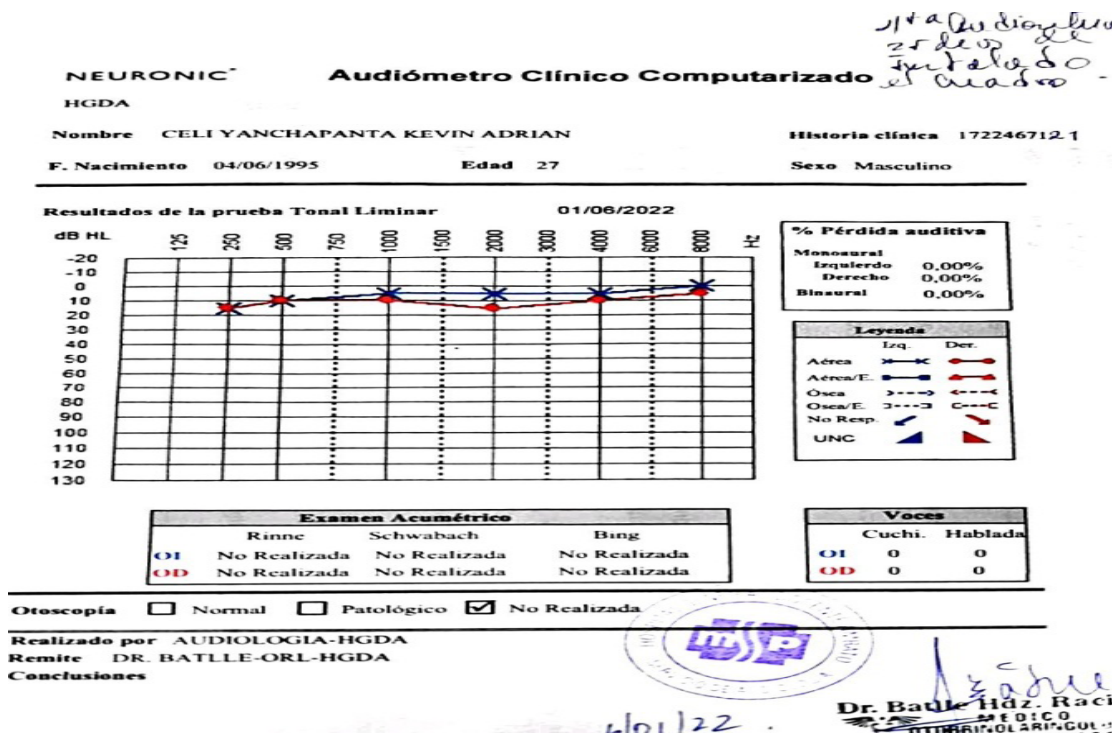 NEURONIC
Audiómetro Clínico Computarizado
HGDA
el cuadro
Nombre CELI YANCHAPANTA KEVIN ADRIAN
Historia clínica 1722467121
F. Nacimiento 04/06/1995 Edad 27 Sexo Masculino
Resultados de la prueba Tonal Liminar 01/06/2022
dB HL 125 250 500 750 1000 1500 2000 3000 4000 6000 8000 Hz
-20
-10
0
10
20
30
40
50
60
70
80
90
100
110
120
130
% Pérdida auditiva
Monoaural
Izquierdo 0,00%
Derecho 0,00%
Binaural 0,00%
Leyenda
Izq. Der.
Aérea
Aérea/E.
Ósea
Osea/E.
No Resp.
UNC
Examen Acumétrico
Rinne Schwabach Bing
OI No Realizada No Realizada No Realizada
OD No Realizada No Realizada No Realizada
Voces
Cuchi. Hablada
OI 0 0
OD 0 0
Otoscopía Normal Patológico No Realizada
Realizado por AUDIOLOGIA-HGDA
Remite DR. BATLLE-ORL-HGDA
Conclusiones
msp
Dr. Batlle Hdz. Raci
MEDICO